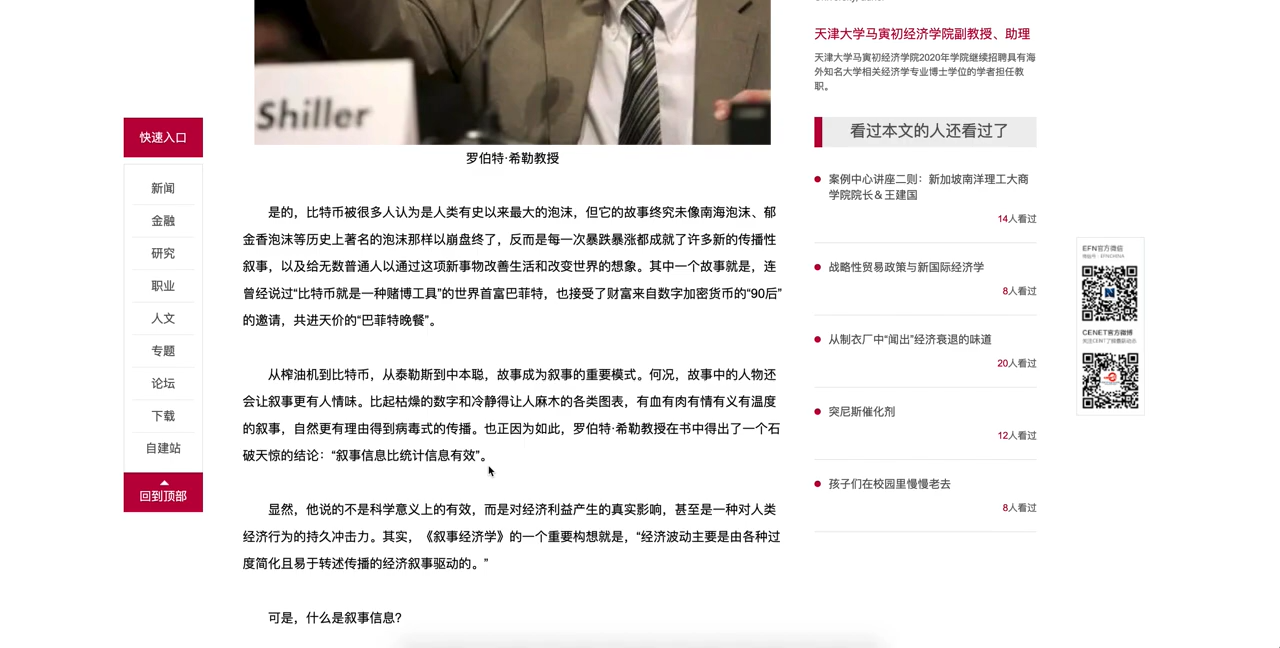 Shiller
罗伯特·希勒教授
是的，比特币被很多人认为是人类有史以来最大的泡沫，但它的故事终究未像南海泡沫、郁
金香泡沫等历史上著名的泡沫那样以崩盘终了，反而是每一次暴跌暴涨都成就了许多新的传播性
叙事，以及给无数普通人以通过这项新事物改善生活和改变世界的想象。其中一个故事就是，连
曾经说过“比特币就是一种赌博工具”的世界首富巴菲特，也接受了财富来自数字加密货币的“90后”
的邀请，共进天价的“巴菲特晚餐”。
从榨油机到比特币，从泰勒斯到中本聪，故事成为叙事的重要模式。何况，故事中的人物还
会让叙事更有人情味。比起枯燥的数字和冷静得让人麻木的各类图表，有血有肉有情有义有温度
的叙事，自然更有理由得到病毒式的传播。也正因为如此，罗伯特·希勒教授在书中得出了一个石
破天惊的结论：“叙事信息比统计信息有效”。
显然，他说的不是科学意义上的有效，而是对经济利益产生的真实影响，甚至是一种对人类
经济行为的持久冲击力。其实，《叙事经济学》的一个重要构想就是，“经济波动主要是由各种过
度简化且易于转述传播的经济叙事驱动的。”
可是，什么是叙事信息？
快速入口
新闻
金融
研究
职业
人文
专题
论坛
下载
自建站
回到顶部
天津大学马寅初经济学院副教授、助理
天津大学马寅初经济学院2020年学院继续招聘具有海
外知名大学相关经济学专业博士学位的学者担任教
职。
看过本文的人还看过了
案例中心讲座二则：新加坡南洋理工大商
学院院长＆王建国
14人看过
战略性贸易政策与新国际经济学
8人看过
从制衣厂中“闻出”经济衰退的味道
20人看过
突尼斯催化剂
12人看过
孩子们在校园里慢慢老去
8人看过
EFN官方微信
CENET官方微博